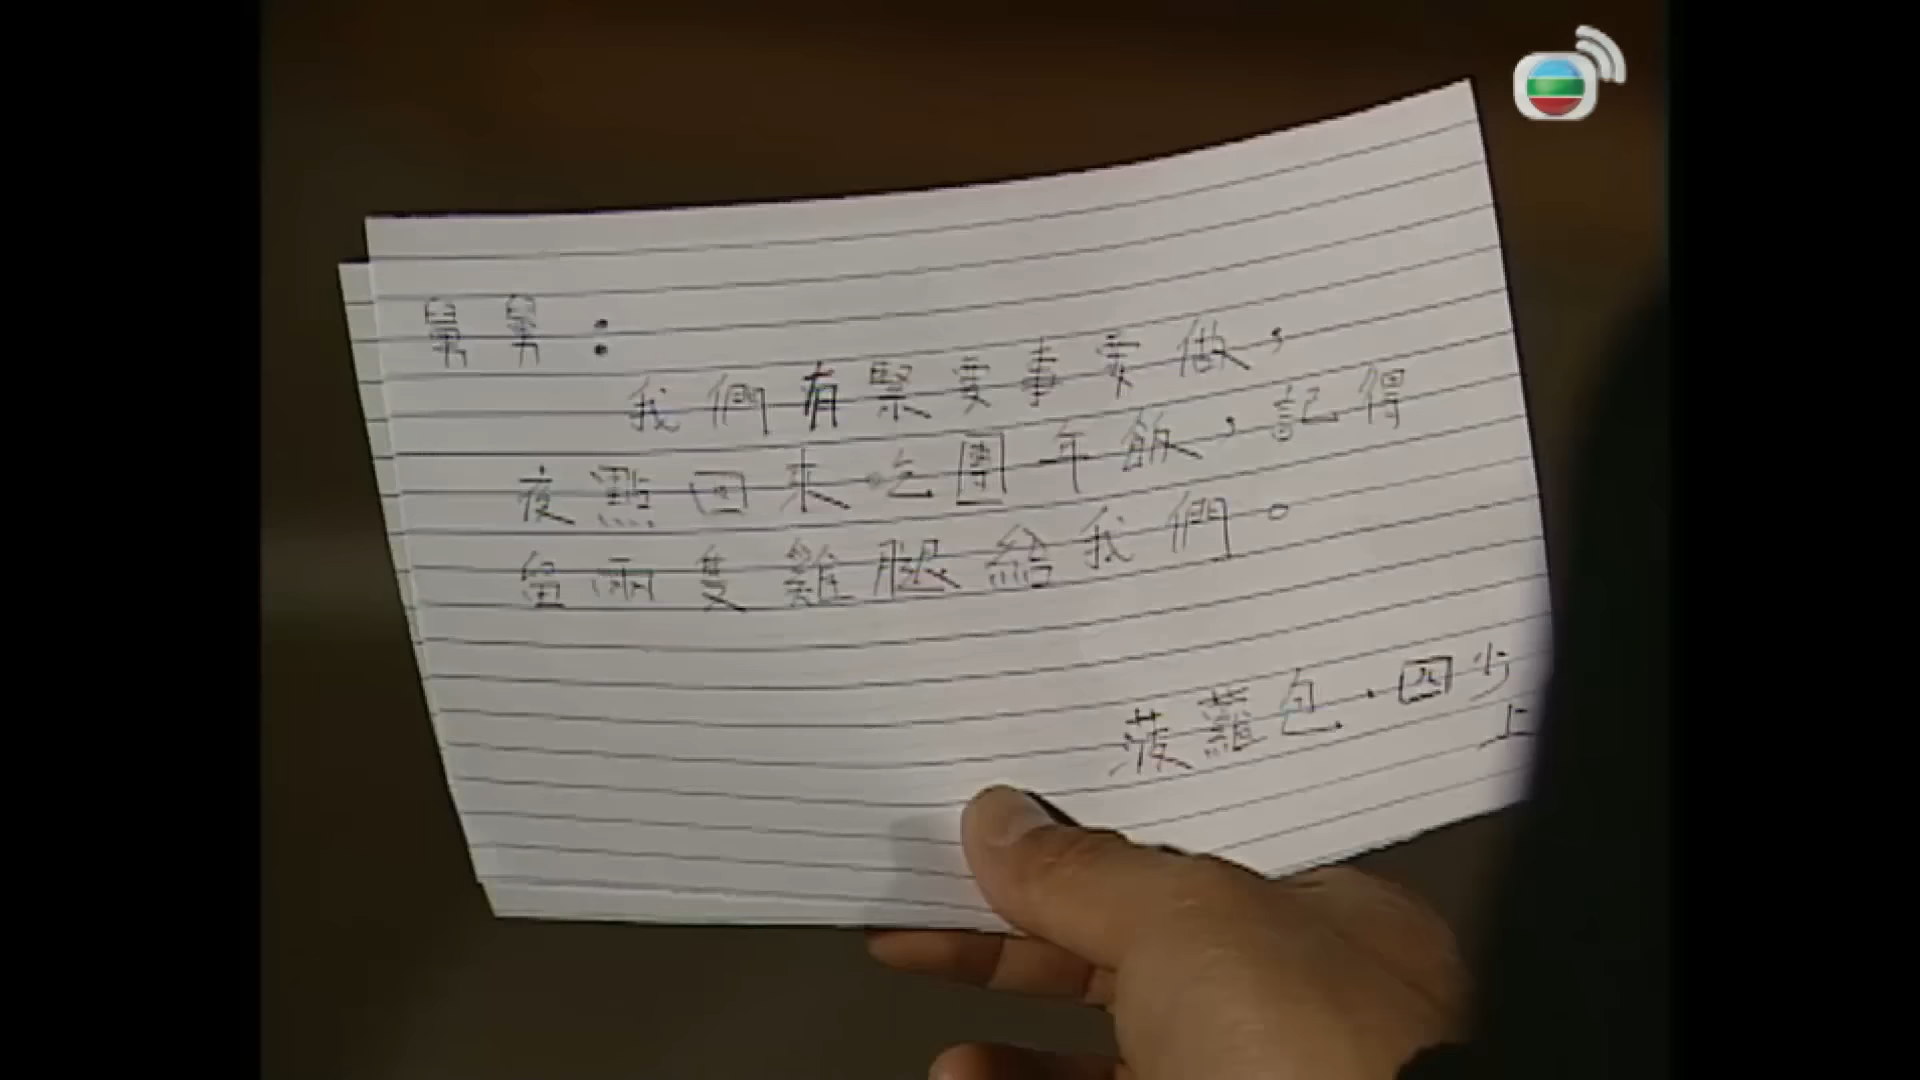 舅舅：
我們有緊要事要做，
夜點回來吃團年飯，記得
留兩隻雞腿給我們。
菠蘿包．四少
上